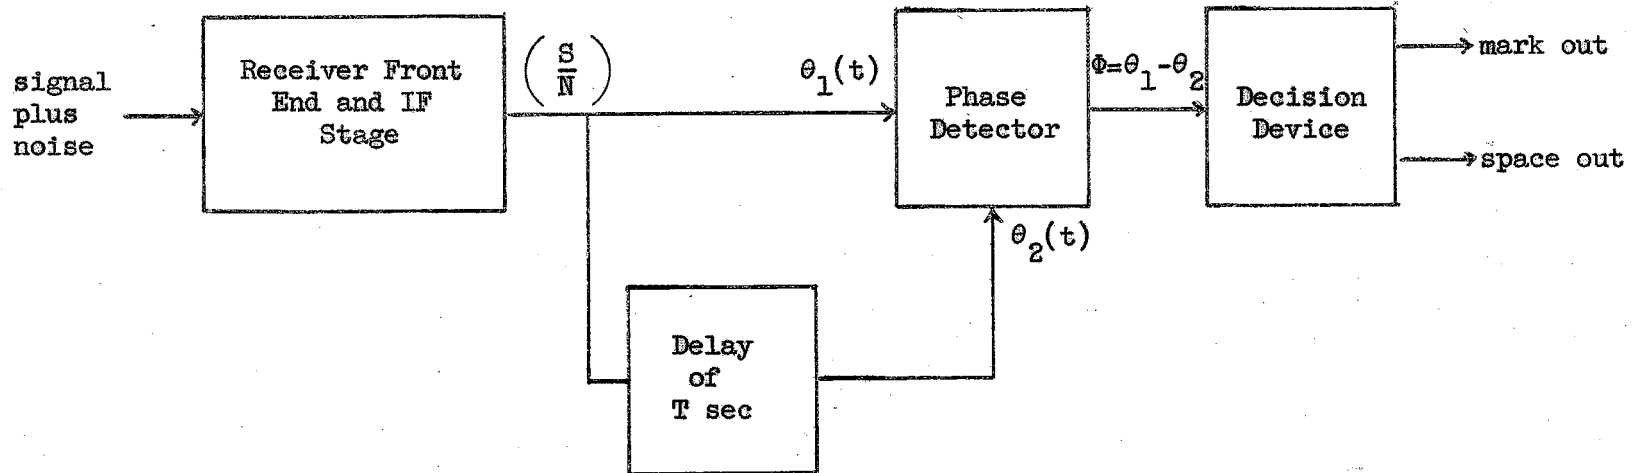 signal
plus
noise
Receiver Front
End and IF
Stage
(S/N)
θ₁(t)
Phase
Detector
Φ=θ₁-θ₂
Decision
Device
mark out
space out
θ₂(t)
Delay
of
T sec